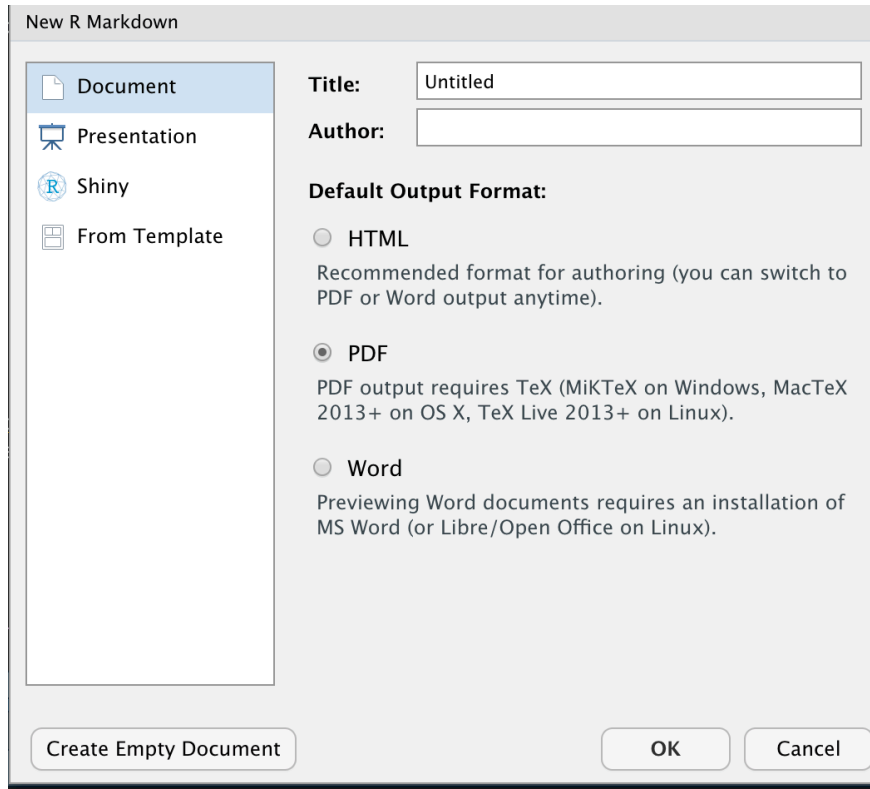 New R Markdown
Document
Presentation
R
Shiny
From Template
Title:
Untitled
Author:
Default Output Format:
HTML
Recommended format for authoring (you can switch to
PDF or Word output anytime).
PDF
PDF output requires TeX (MiKTeX on Windows, MacTeX
2013+ on OS X, TeX Live 2013+ on Linux).
Word
Previewing Word documents requires an installation of
MS Word (or Libre/Open Office on Linux).
Create Empty Document
OK
Cancel